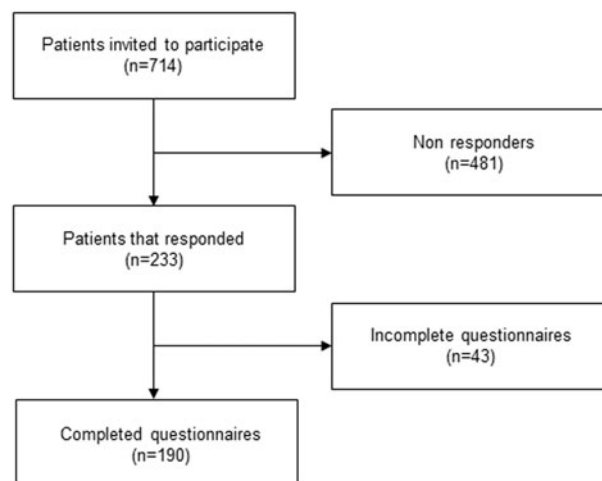 Patients invited to participate
(n=714)
Non responders
(n=481)
Patients that responded
(n=233)
Incomplete questionnaires
(n=43)
Completed questionnaires
(n=190)